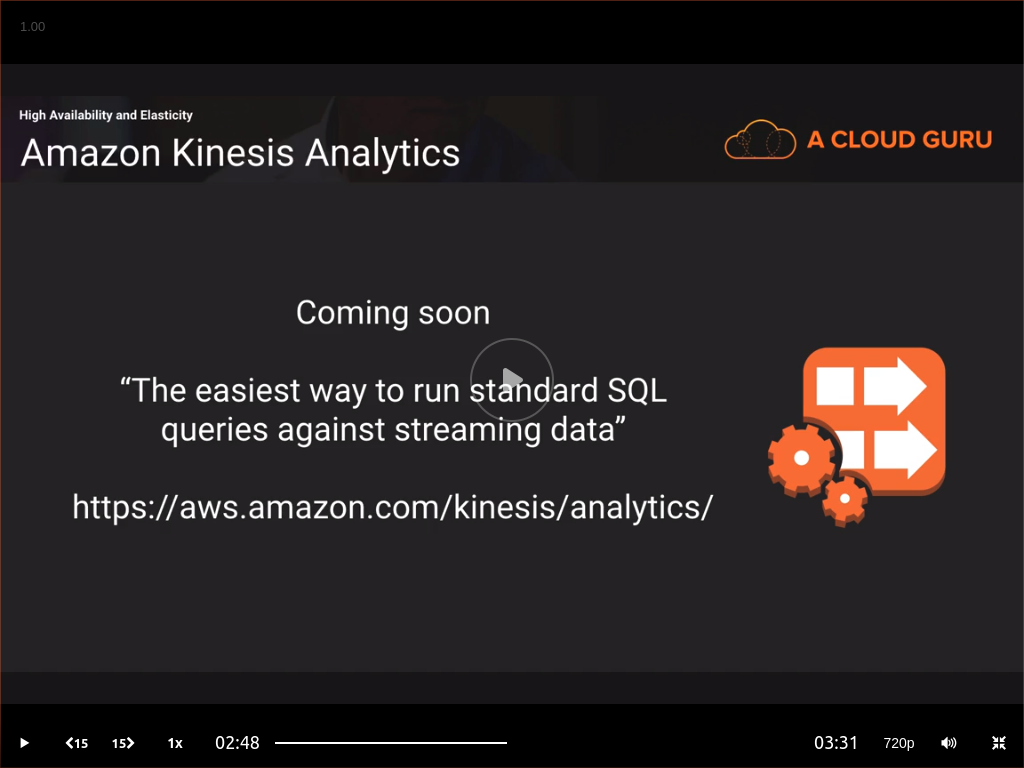 1.00
High Availability and Elasticity
Amazon Kinesis Analytics
A CLOUD GURU
Coming soon
“The easiest way to run standard SQL
queries against streaming data”
https://aws.amazon.com/kinesis/analytics/
15 15 1x 02:48 03:31 720p